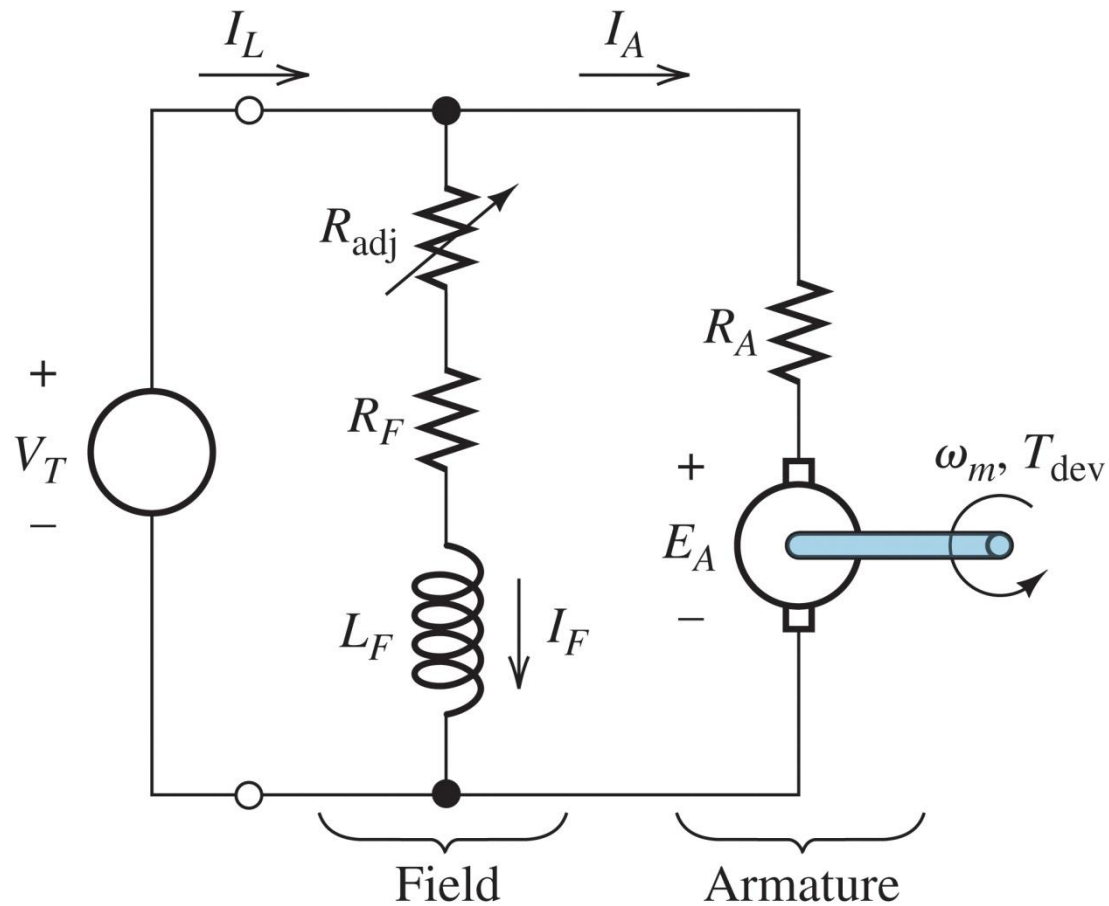 I_L
I_A
R_adj
R_A
+
R_F
V_T
+
ω_m, T_dev
−
E_A
L_F
I_F
−
Field
Armature